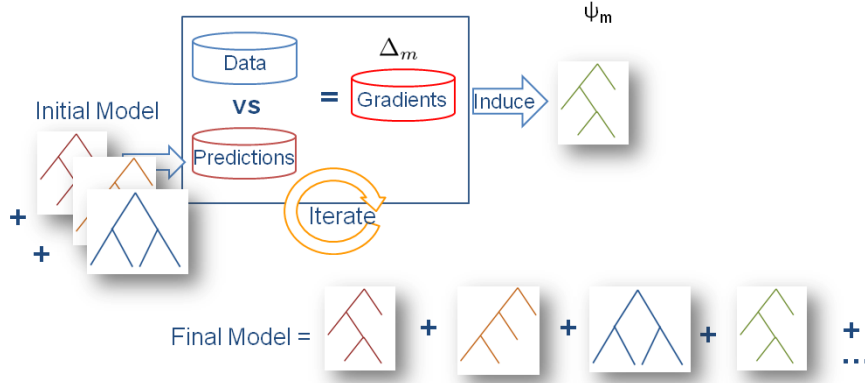 ψm
Δm
Data
vs
=
Gradients
Induce
Initial Model
Predictions
Iterate
+
+
Final Model =
+
+
+
+
...